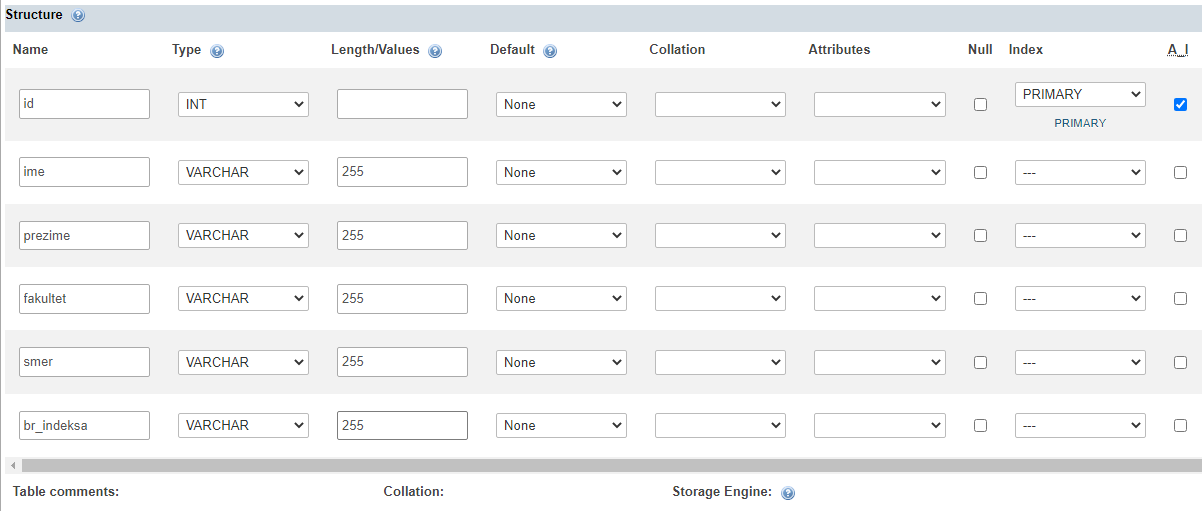 Structure
Name Type Length/Values Default Collation Attributes Null Index A_I
id INT None PRIMARY
PRIMARY
ime VARCHAR 255 None ---
prezime VARCHAR 255 None ---
fakultet VARCHAR 255 None ---
smer VARCHAR 255 None ---
br_indeksa VARCHAR 255 None ---
Table comments: Collation: Storage Engine: